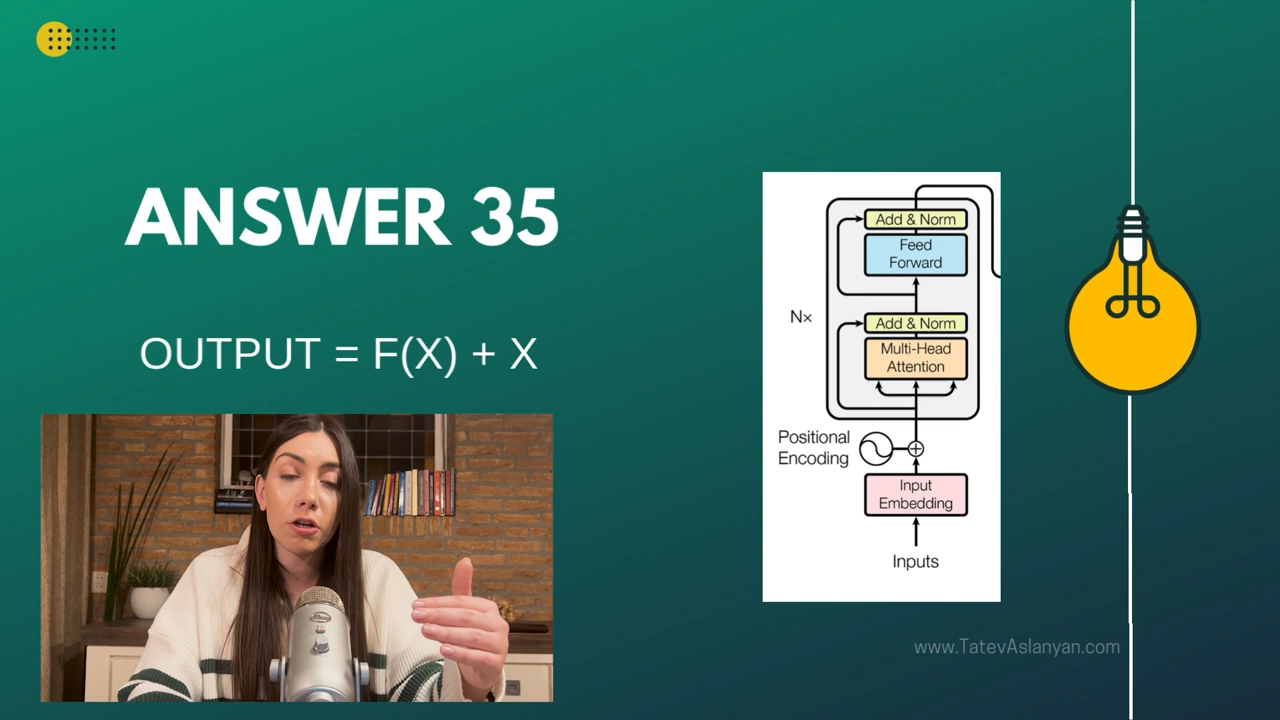 ANSWER 35
OUTPUT = F(X) + X
Add & Norm
Feed
Forward
N×
Add & Norm
Multi-Head
Attention
Positional
Encoding
Input
Embedding
Inputs
www.TatevAslanyan.com